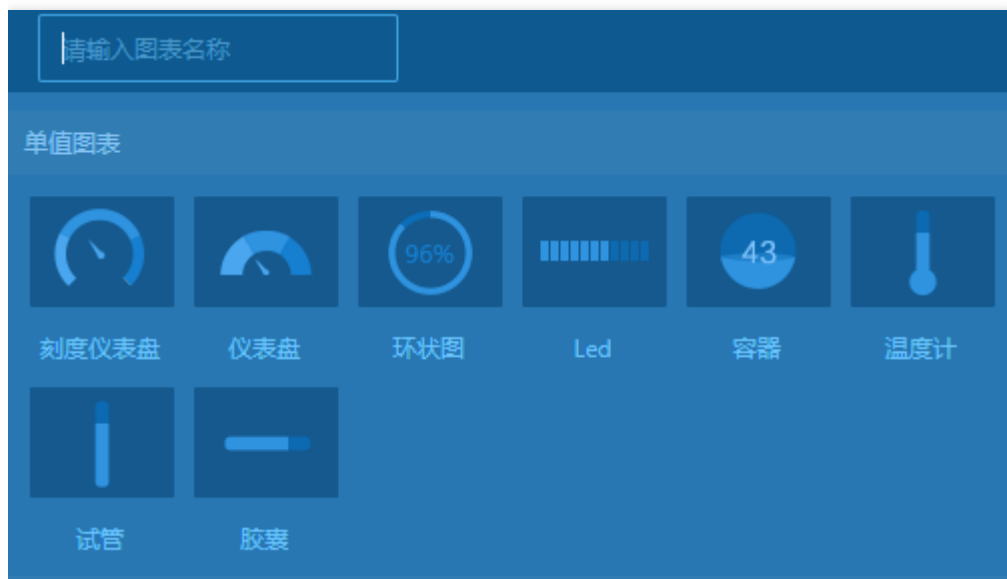 请输入图表名称
单值图表
96%
43
刻度仪表盘 仪表盘 环状图 Led 容器 温度计
试管 胶囊